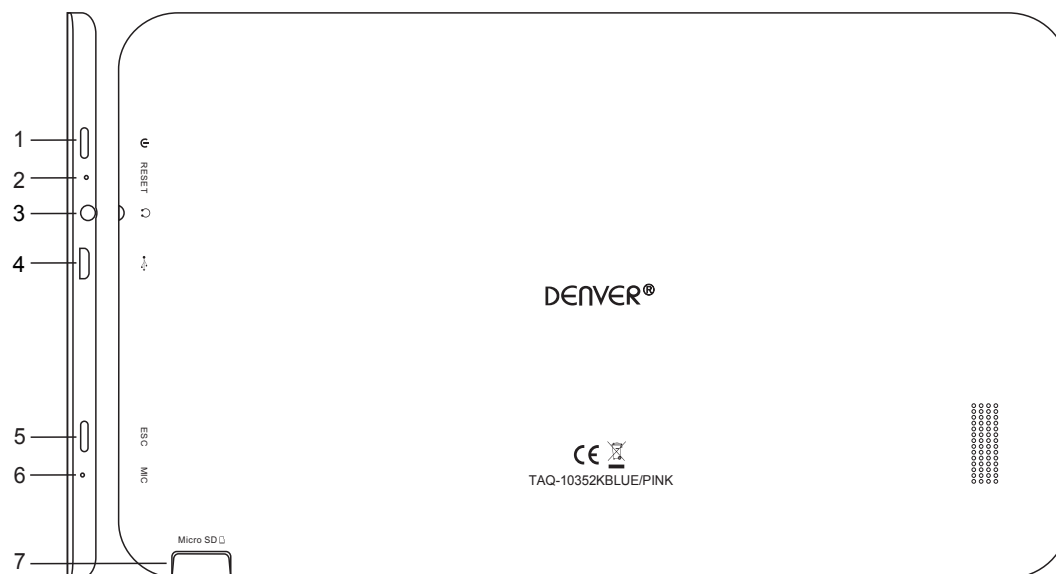 1
2
3
4
5
6
7
RESET
ESC
MIC
Micro SD
DENVER®
CE
TAQ-10352KBLUE/PINK